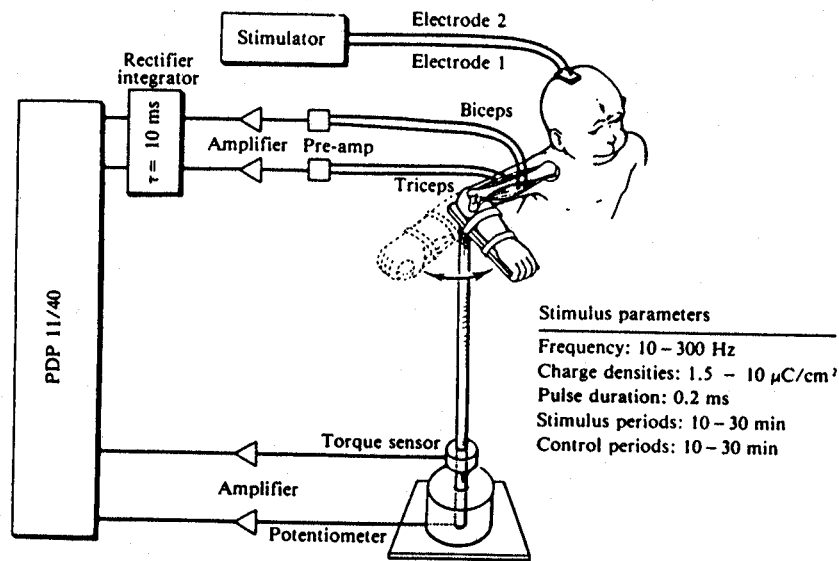 Electrode 2
Stimulator
Electrode 1
Rectifier
integrator
Biceps
τ = 10 ms
Amplifier
Pre-amp
Triceps
PDP 11/40
Stimulus parameters
Frequency: 10 – 300 Hz
Charge densities: 1.5 – 10 μC/cm²
Pulse duration: 0.2 ms
Stimulus periods: 10 – 30 min
Control periods: 10 – 30 min
Torque sensor
Amplifier
Potentiometer